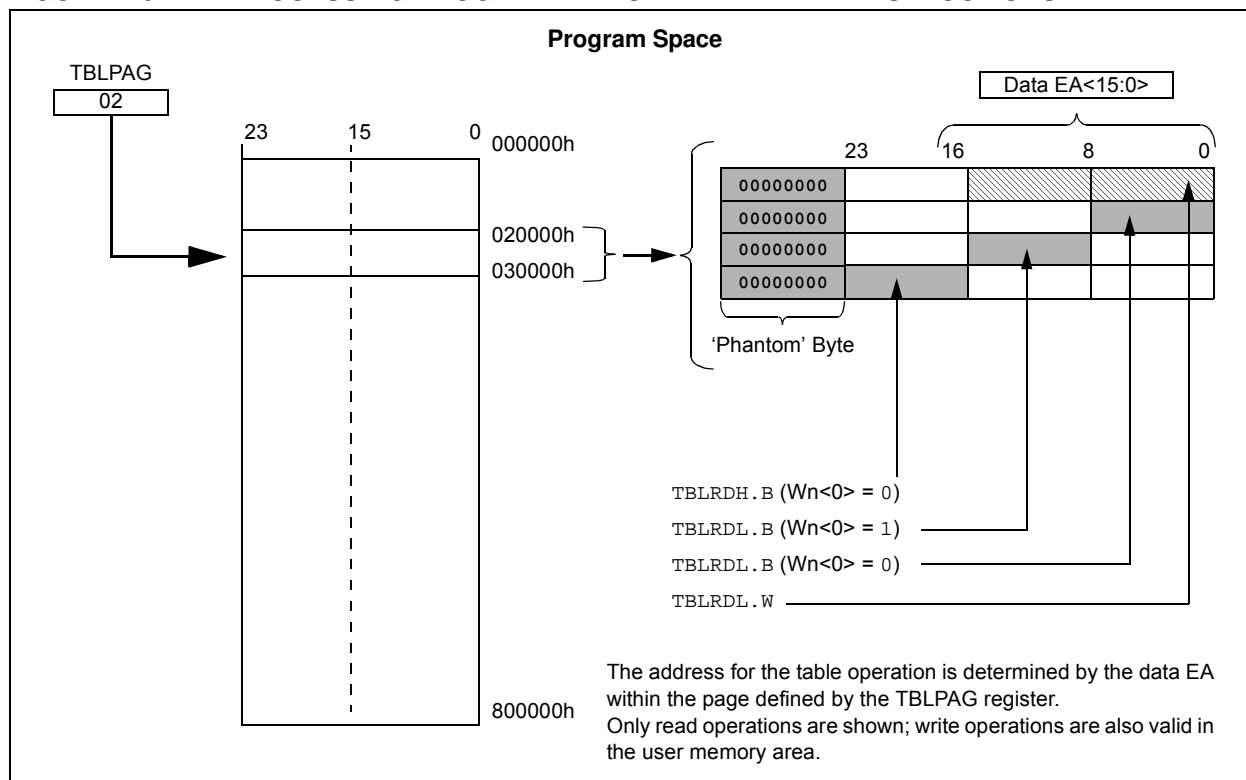 Program Space
TBLPAG
02
Data EA<15:0>
23 15 0
000000h
23 16 8 0
00000000
00000000
00000000
00000000
020000h
030000h
‘Phantom’ Byte
TBLRDH.B (Wn<0> = 0)
TBLRDL.B (Wn<0> = 1)
TBLRDL.B (Wn<0> = 0)
TBLRDL.W
The address for the table operation is determined by the data EA
within the page defined by the TBLPAG register.
Only read operations are shown; write operations are also valid in
the user memory area.
800000h